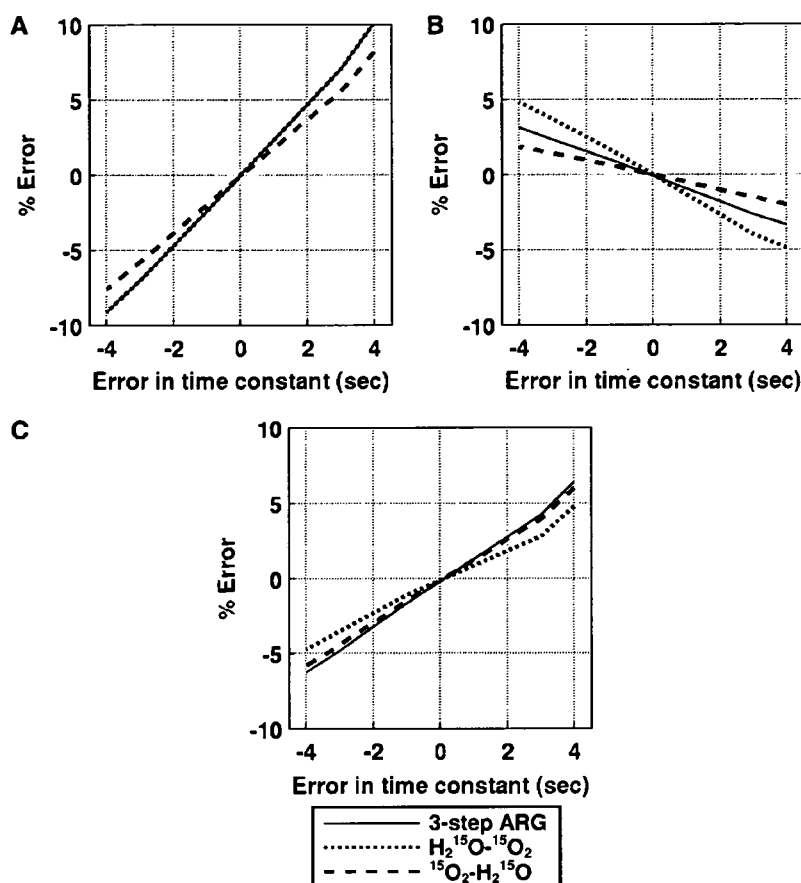 A
10
5
0
-5
-10
% Error
-4 -2 0 2 4
Error in time constant (sec)
B
10
5
0
-5
-10
% Error
-4 -2 0 2 4
Error in time constant (sec)
C
10
5
0
-5
-10
% Error
-4 -2 0 2 4
Error in time constant (sec)
3-step ARG
H₂¹⁵O-¹⁵O₂
¹⁵O₂-H₂¹⁵O